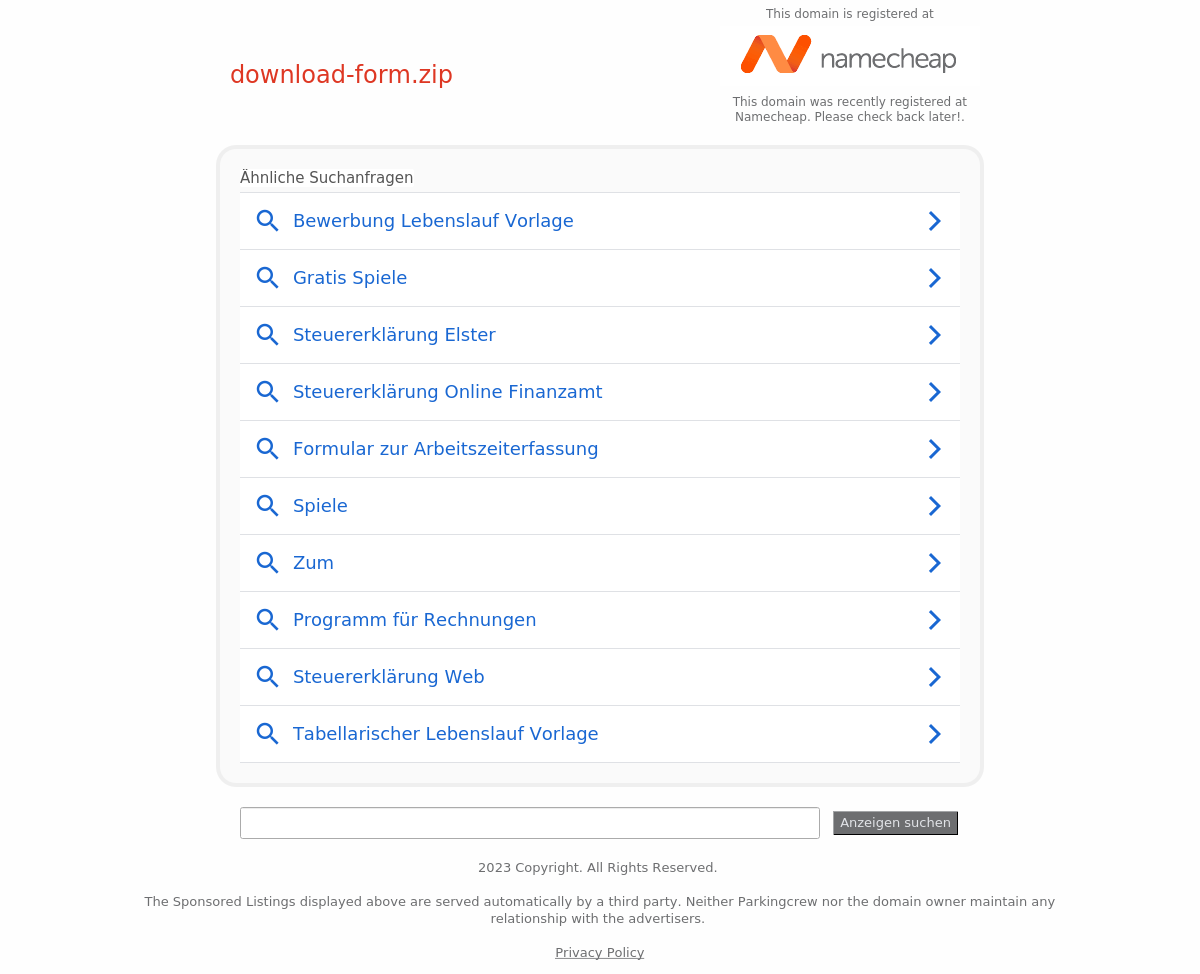 This domain is registered at
namecheap
download-form.zip
This domain was recently registered at
Namecheap. Please check back later!.
Ähnliche Suchanfragen
Bewerbung Lebenslauf Vorlage
Gratis Spiele
Steuererklärung Elster
Steuererklärung Online Finanzamt
Formular zur Arbeitszeiterfassung
Spiele
Zum
Programm für Rechnungen
Steuererklärung Web
Tabellarischer Lebenslauf Vorlage
Anzeigen suchen
2023 Copyright. All Rights Reserved.
The Sponsored Listings displayed above are served automatically by a third party. Neither Parkingcrew nor the domain owner maintain any
relationship with the advertisers.
Privacy Policy